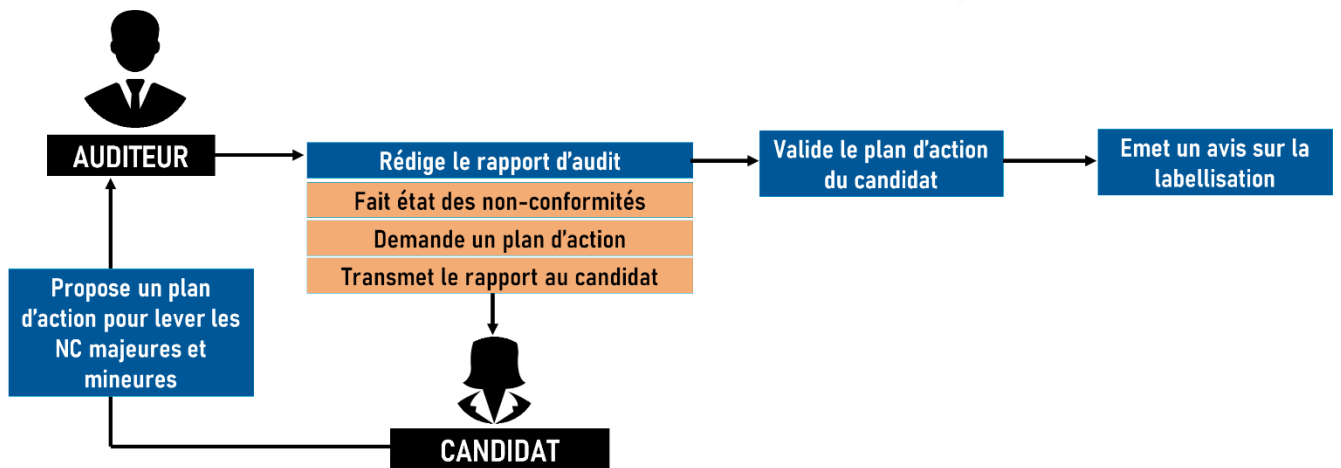 AUDITEUR
Rédige le rapport d'audit
Fait état des non-conformités
Demande un plan d'action
Transmet le rapport au candidat
Valide le plan d'action
du candidat
Emet un avis sur la
labellisation
Propose un plan
d'action pour lever les
NC majeures et
mineures
CANDIDAT